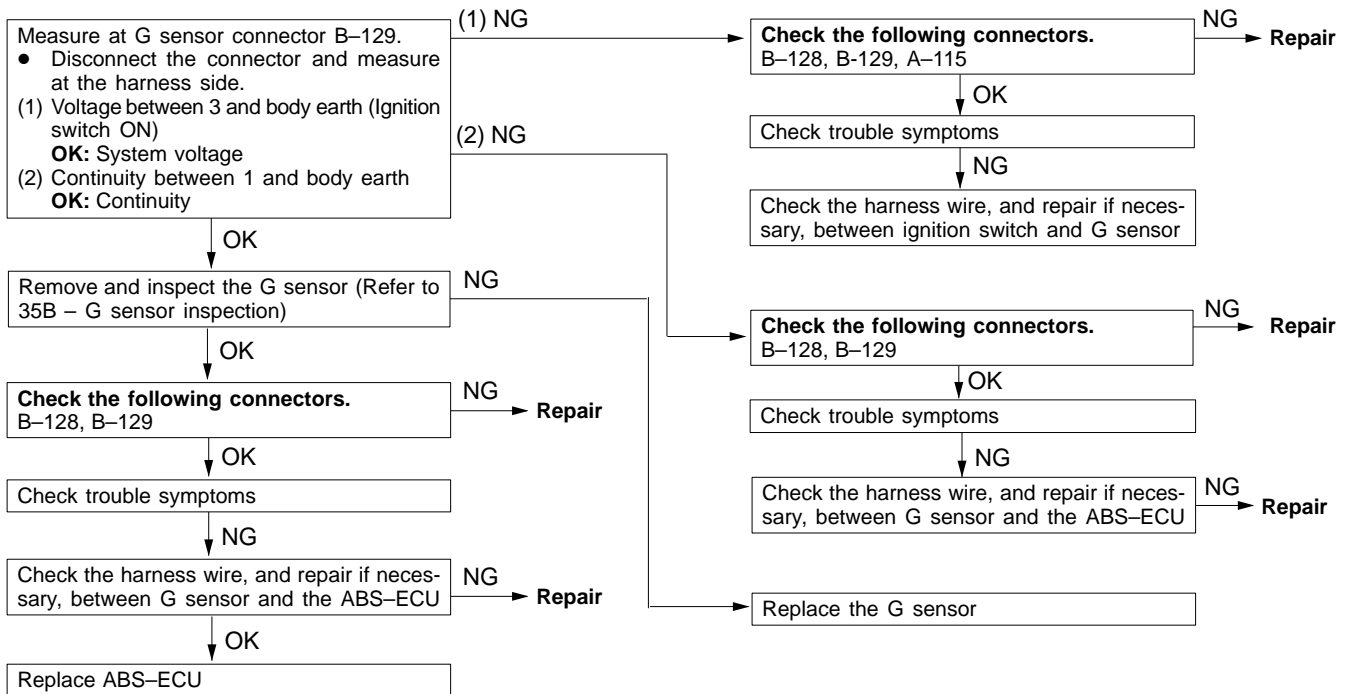 Measure at G sensor connector B–129.
● Disconnect the connector and measure
at the harness side.
(1) Voltage between 3 and body earth (Ignition
switch ON)
OK: System voltage
(2) Continuity between 1 and body earth
OK: Continuity
(1) NG
(2) NG
OK
Remove and inspect the G sensor (Refer to
35B – G sensor inspection)
NG
OK
Check the following connectors.
B–128, B–129
NG
Repair
OK
Check trouble symptoms
NG
Check the harness wire, and repair if neces-
sary, between G sensor and the ABS–ECU
NG
Repair
OK
Replace ABS–ECU
Check the following connectors.
B–128, B-129, A–115
NG
Repair
OK
Check trouble symptoms
NG
Check the harness wire, and repair if neces-
sary, between ignition switch and G sensor
Check the following connectors.
B–128, B–129
NG
Repair
OK
Check trouble symptoms
NG
Check the harness wire, and repair if neces-
sary, between G sensor and the ABS–ECU
NG
Repair
Replace the G sensor